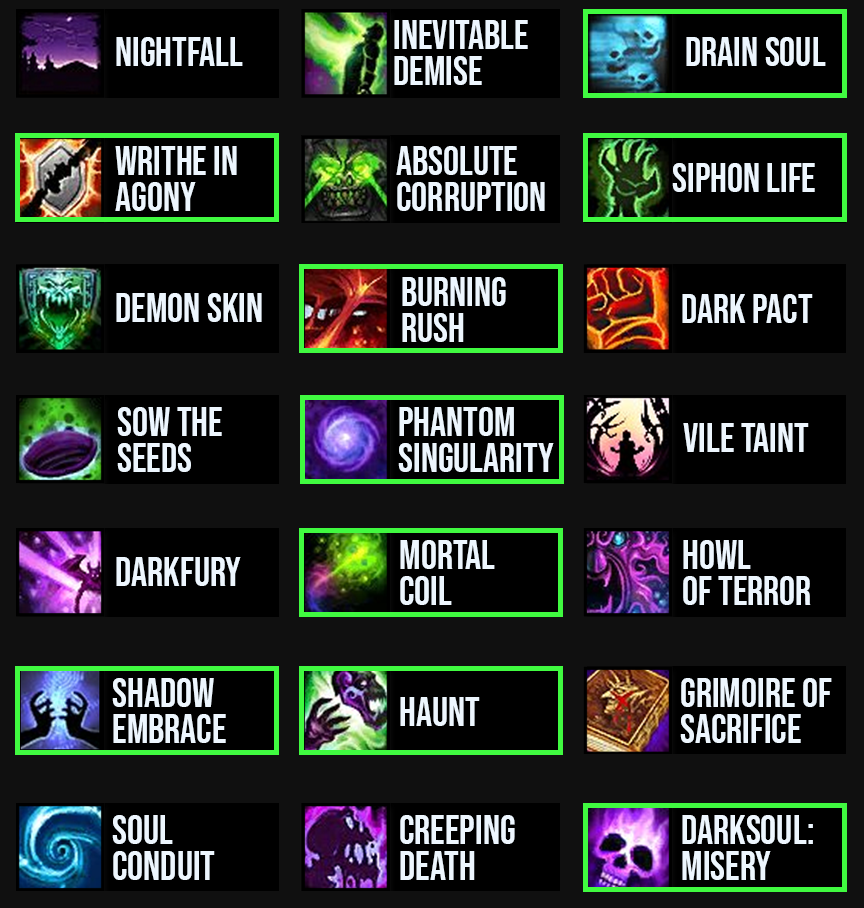 NIGHTFALL
INEVITABLE
DEMISE
DRAIN SOUL
WRITHE IN
AGONY
ABSOLUTE
CORRUPTION
SIPHON LIFE
DEMON SKIN
BURNING
RUSH
DARK PACT
SOW THE
SEEDS
PHANTOM
SINGULARITY
VILE TAINT
DARKFURY
MORTAL
COIL
HOWL
OF TERROR
SHADOW
EMBRACE
HAUNT
GRIMOIRE OF
SACRIFICE
SOUL
CONDUIT
CREEPING
DEATH
DARKSOUL:
MISERY